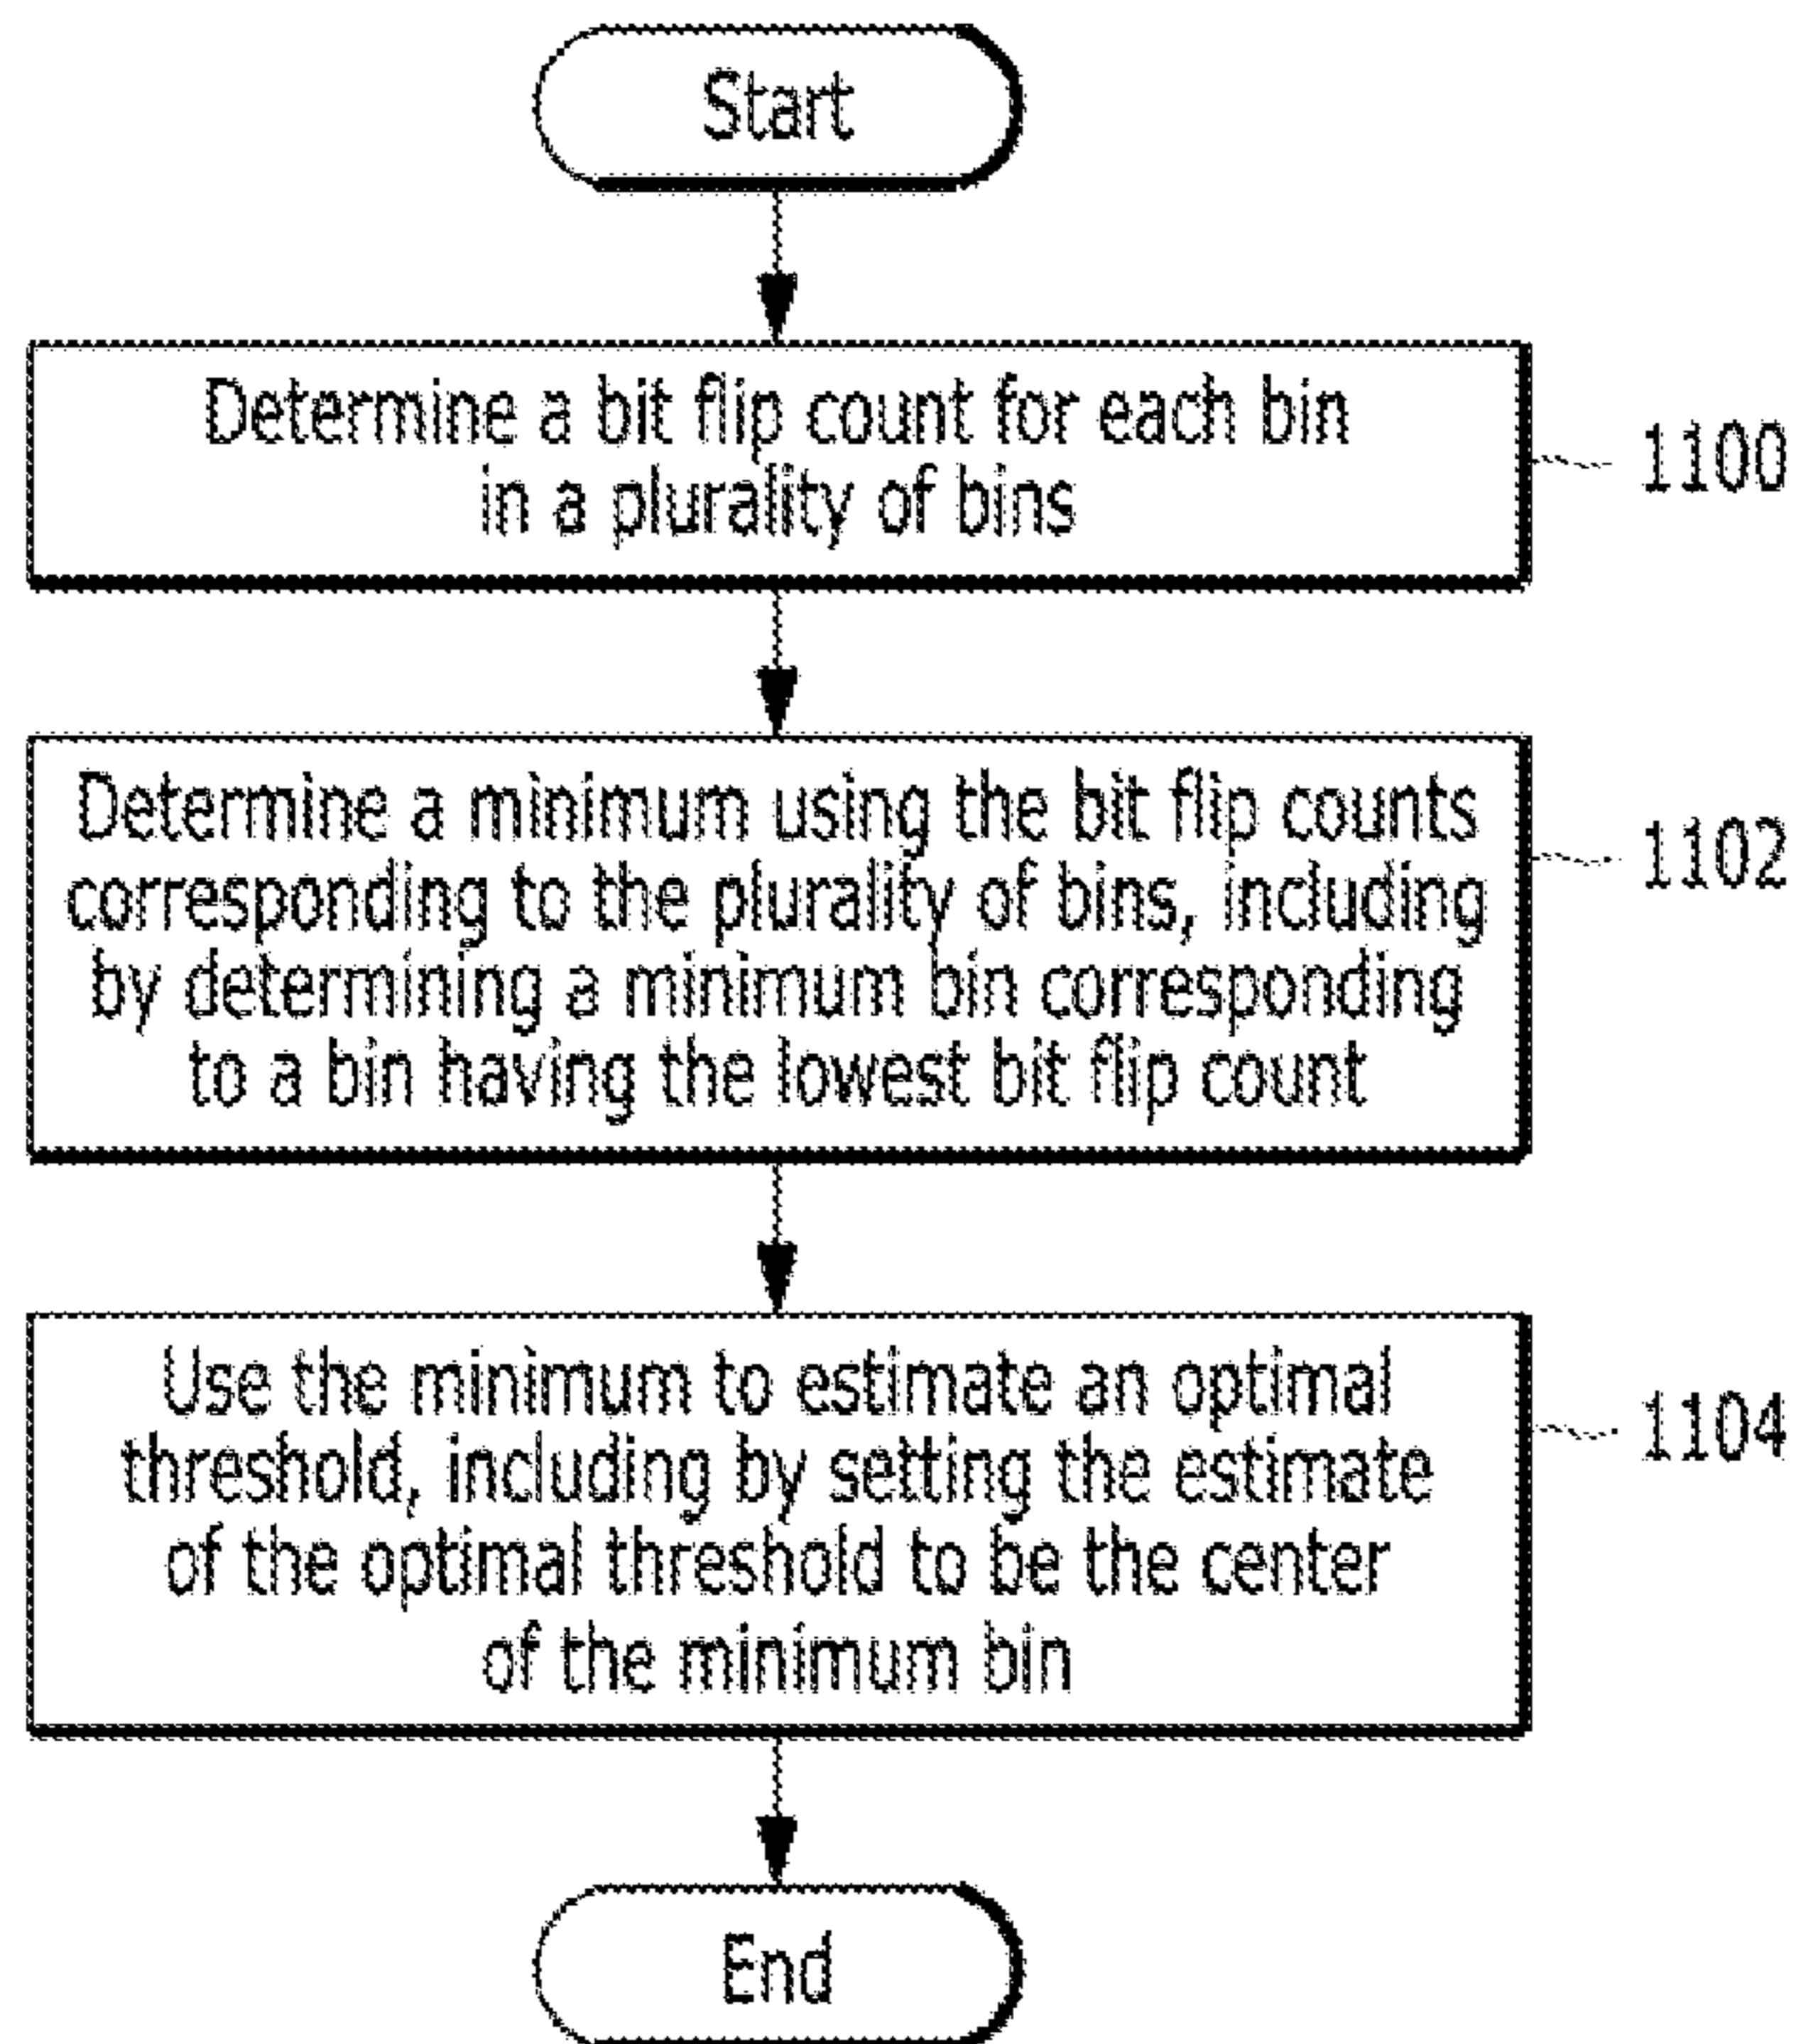 Start
Determine a bit flip count for each bin
in a plurality of bins
1100
Determine a minimum using the bit flip counts
corresponding to the plurality of bins, including
by determining a minimum bin corresponding
to a bin having the lowest bit flip count
1102
Use the minimum to estimate an optimal
threshold, including by setting the estimate
of the optimal threshold to be the center
of the minimum bin
1104
End